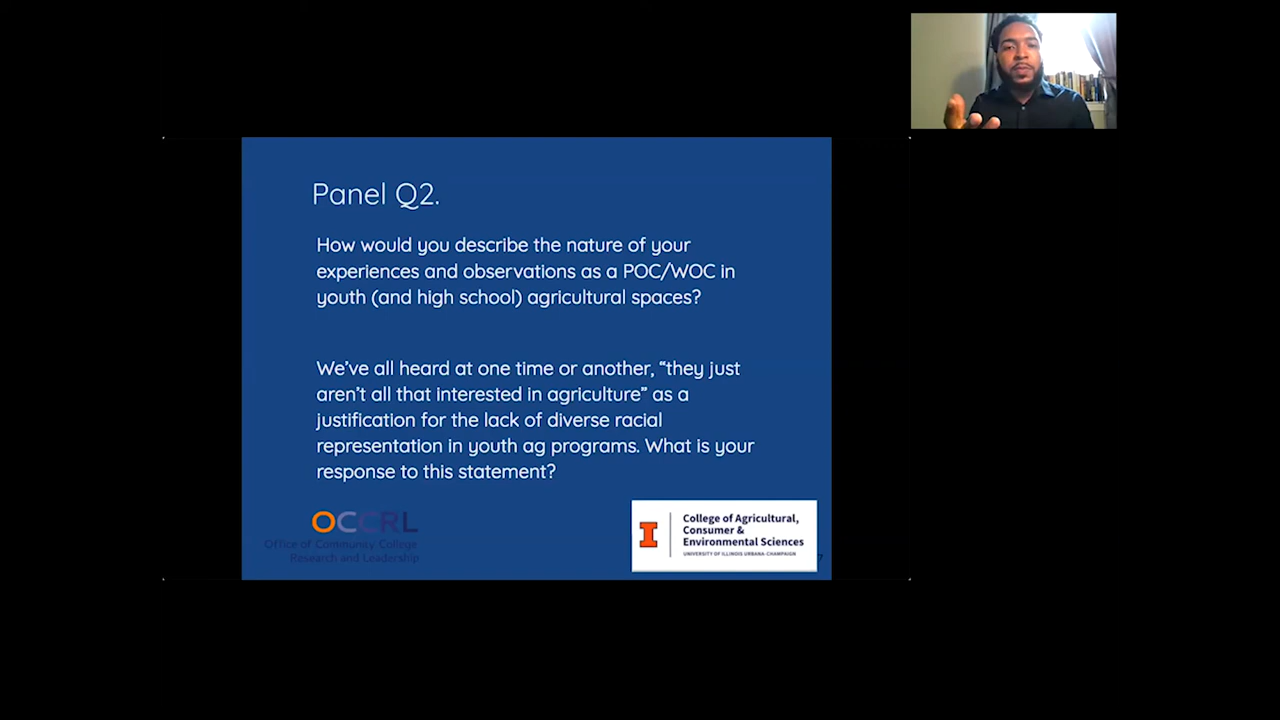 Panel Q2.
How would you describe the nature of your
experiences and observations as a POC/WOC in
youth (and high school) agricultural spaces?
We’ve all heard at one time or another, “they just
aren’t all that interested in agriculture” as a
justification for the lack of diverse racial
representation in youth ag programs. What is your
response to this statement?
OCCRL
Office of Community College
Research and Leadership
I
College of Agricultural,
Consumer &
Environmental Sciences
UNIVERSITY OF ILLINOIS URBANA-CHAMPAIGN
7